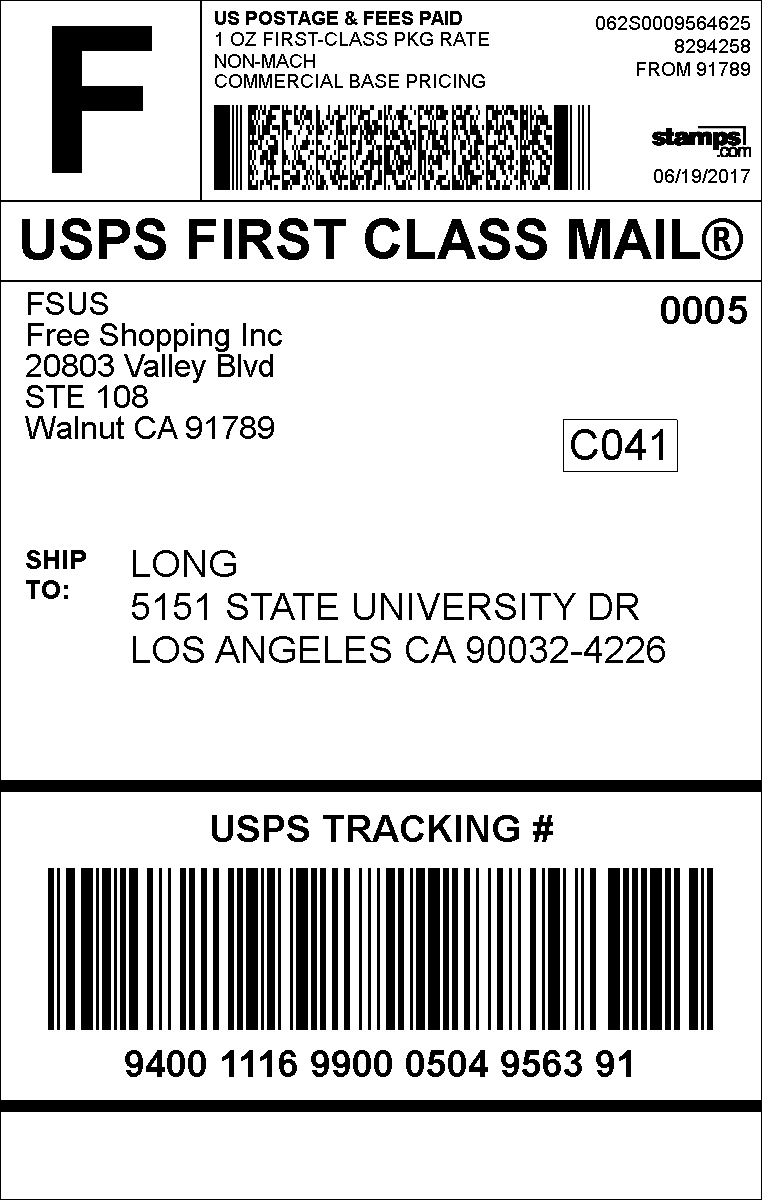 F
US POSTAGE & FEES PAID
1 OZ FIRST-CLASS PKG RATE
NON-MACH
COMMERCIAL BASE PRICING
062S0009564625
8294258
FROM 91789
stamps
.com
06/19/2017
USPS FIRST CLASS MAIL®
FSUS
Free Shopping Inc
20803 Valley Blvd
STE 108
Walnut CA 91789
0005
C041
SHIP
TO:
LONG
5151 STATE UNIVERSITY DR
LOS ANGELES CA 90032-4226
USPS TRACKING #
9400 1116 9900 0504 9563 91